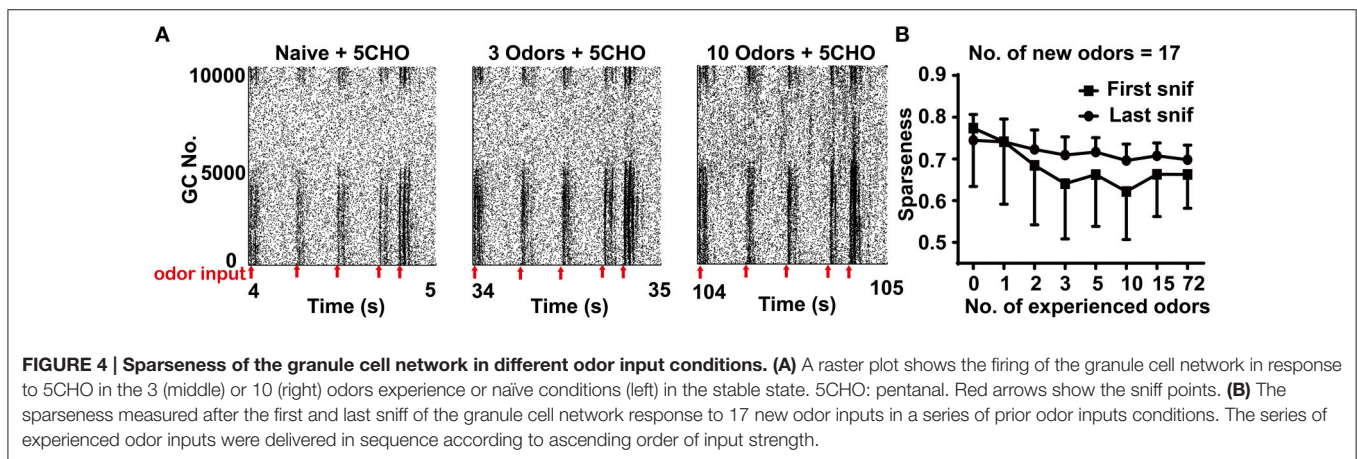 A
Naive + 5CHO
3 Odors + 5CHO
10 Odors + 5CHO
10000
5000
0
GC No.
odor input
4
5
34
35
104
105
Time (s)
Time (s)
Time (s)
B
No. of new odors = 17
First snif
Last snif
0.9
0.8
0.7
0.6
0.5
Sparseness
0 1 2 3 5 10 15 72
No. of experienced odors
FIGURE 4 | Sparseness of the granule cell network in different odor input conditions. (A) A raster plot shows the firing of the granule cell network in response
to 5CHO in the 3 (middle) or 10 (right) odors experience or naïve conditions (left) in the stable state. 5CHO: pentanal. Red arrows show the sniff points. (B) The
sparseness measured after the first and last sniff of the granule cell network response to 17 new odor inputs in a series of prior odor inputs conditions. The series of
experienced odor inputs were delivered in sequence according to ascending order of input strength.